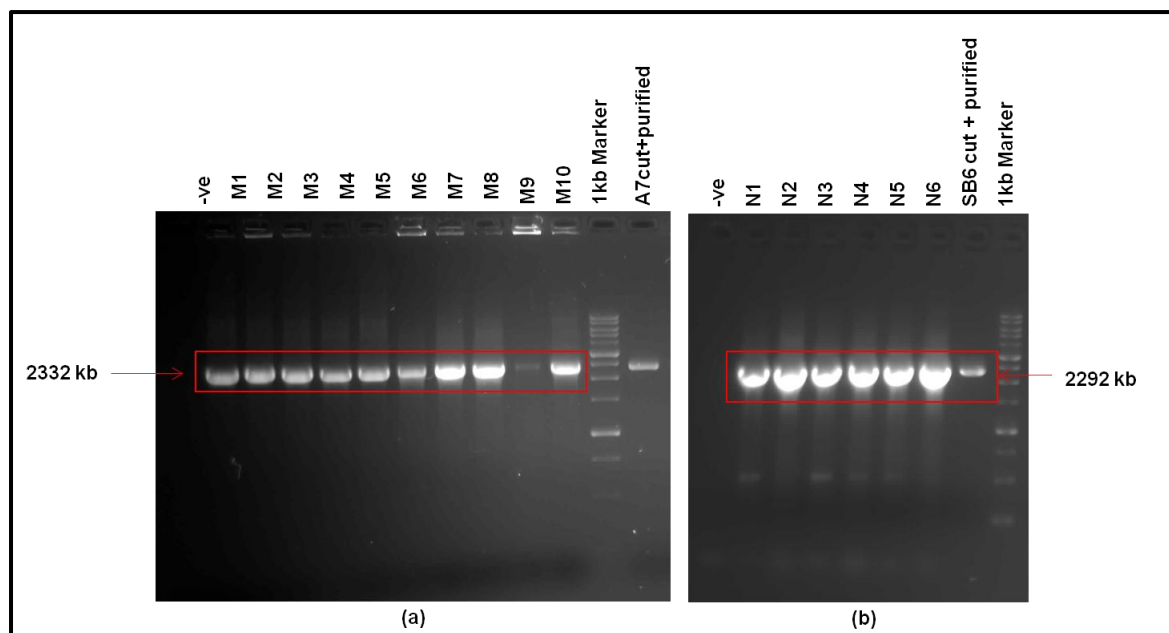 -ve
M1
M2
M3
M4
M5
M6
M7
M8
M9
M10
1kb Marker
A7cut+purified
-ve
N1
N2
N3
N4
N5
N6
SB6 cut + purified
1kb Marker
2332 kb
2292 kb
(a)
(b)